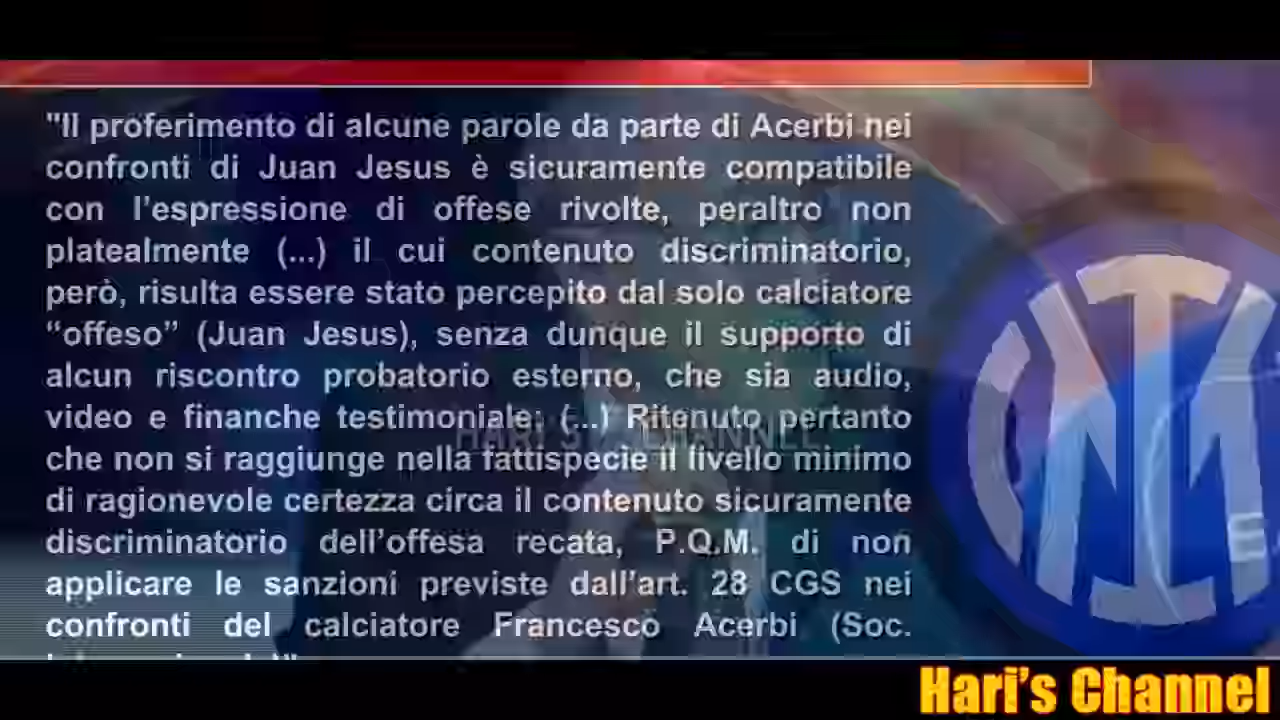 "Il proferimento di alcune parole da parte di Acerbi nei
confronti di Juan Jesus è sicuramente compatibile
con l'espressione di offese rivolte, peraltro non
platealmente (...) il cui contenuto discriminatorio,
però, risulta essere stato percepito dal solo calciatore
“offeso” (Juan Jesus), senza dunque il supporto di
alcun riscontro probatorio esterno, che sia audio,
video e finanche testimoniale; (...) Ritenuto pertanto
HARI'S CHANNEL
che non si raggiunge nella fattispecie il livello minimo
di ragionevole certezza circa il contenuto sicuramente
discriminatorio dell'offesa recata, P.Q.M. di non
applicare le sanzioni previste dall'art. 28 CGS nei
confronti del calciatore Francesco Acerbi (Soc.
Hari's Channel